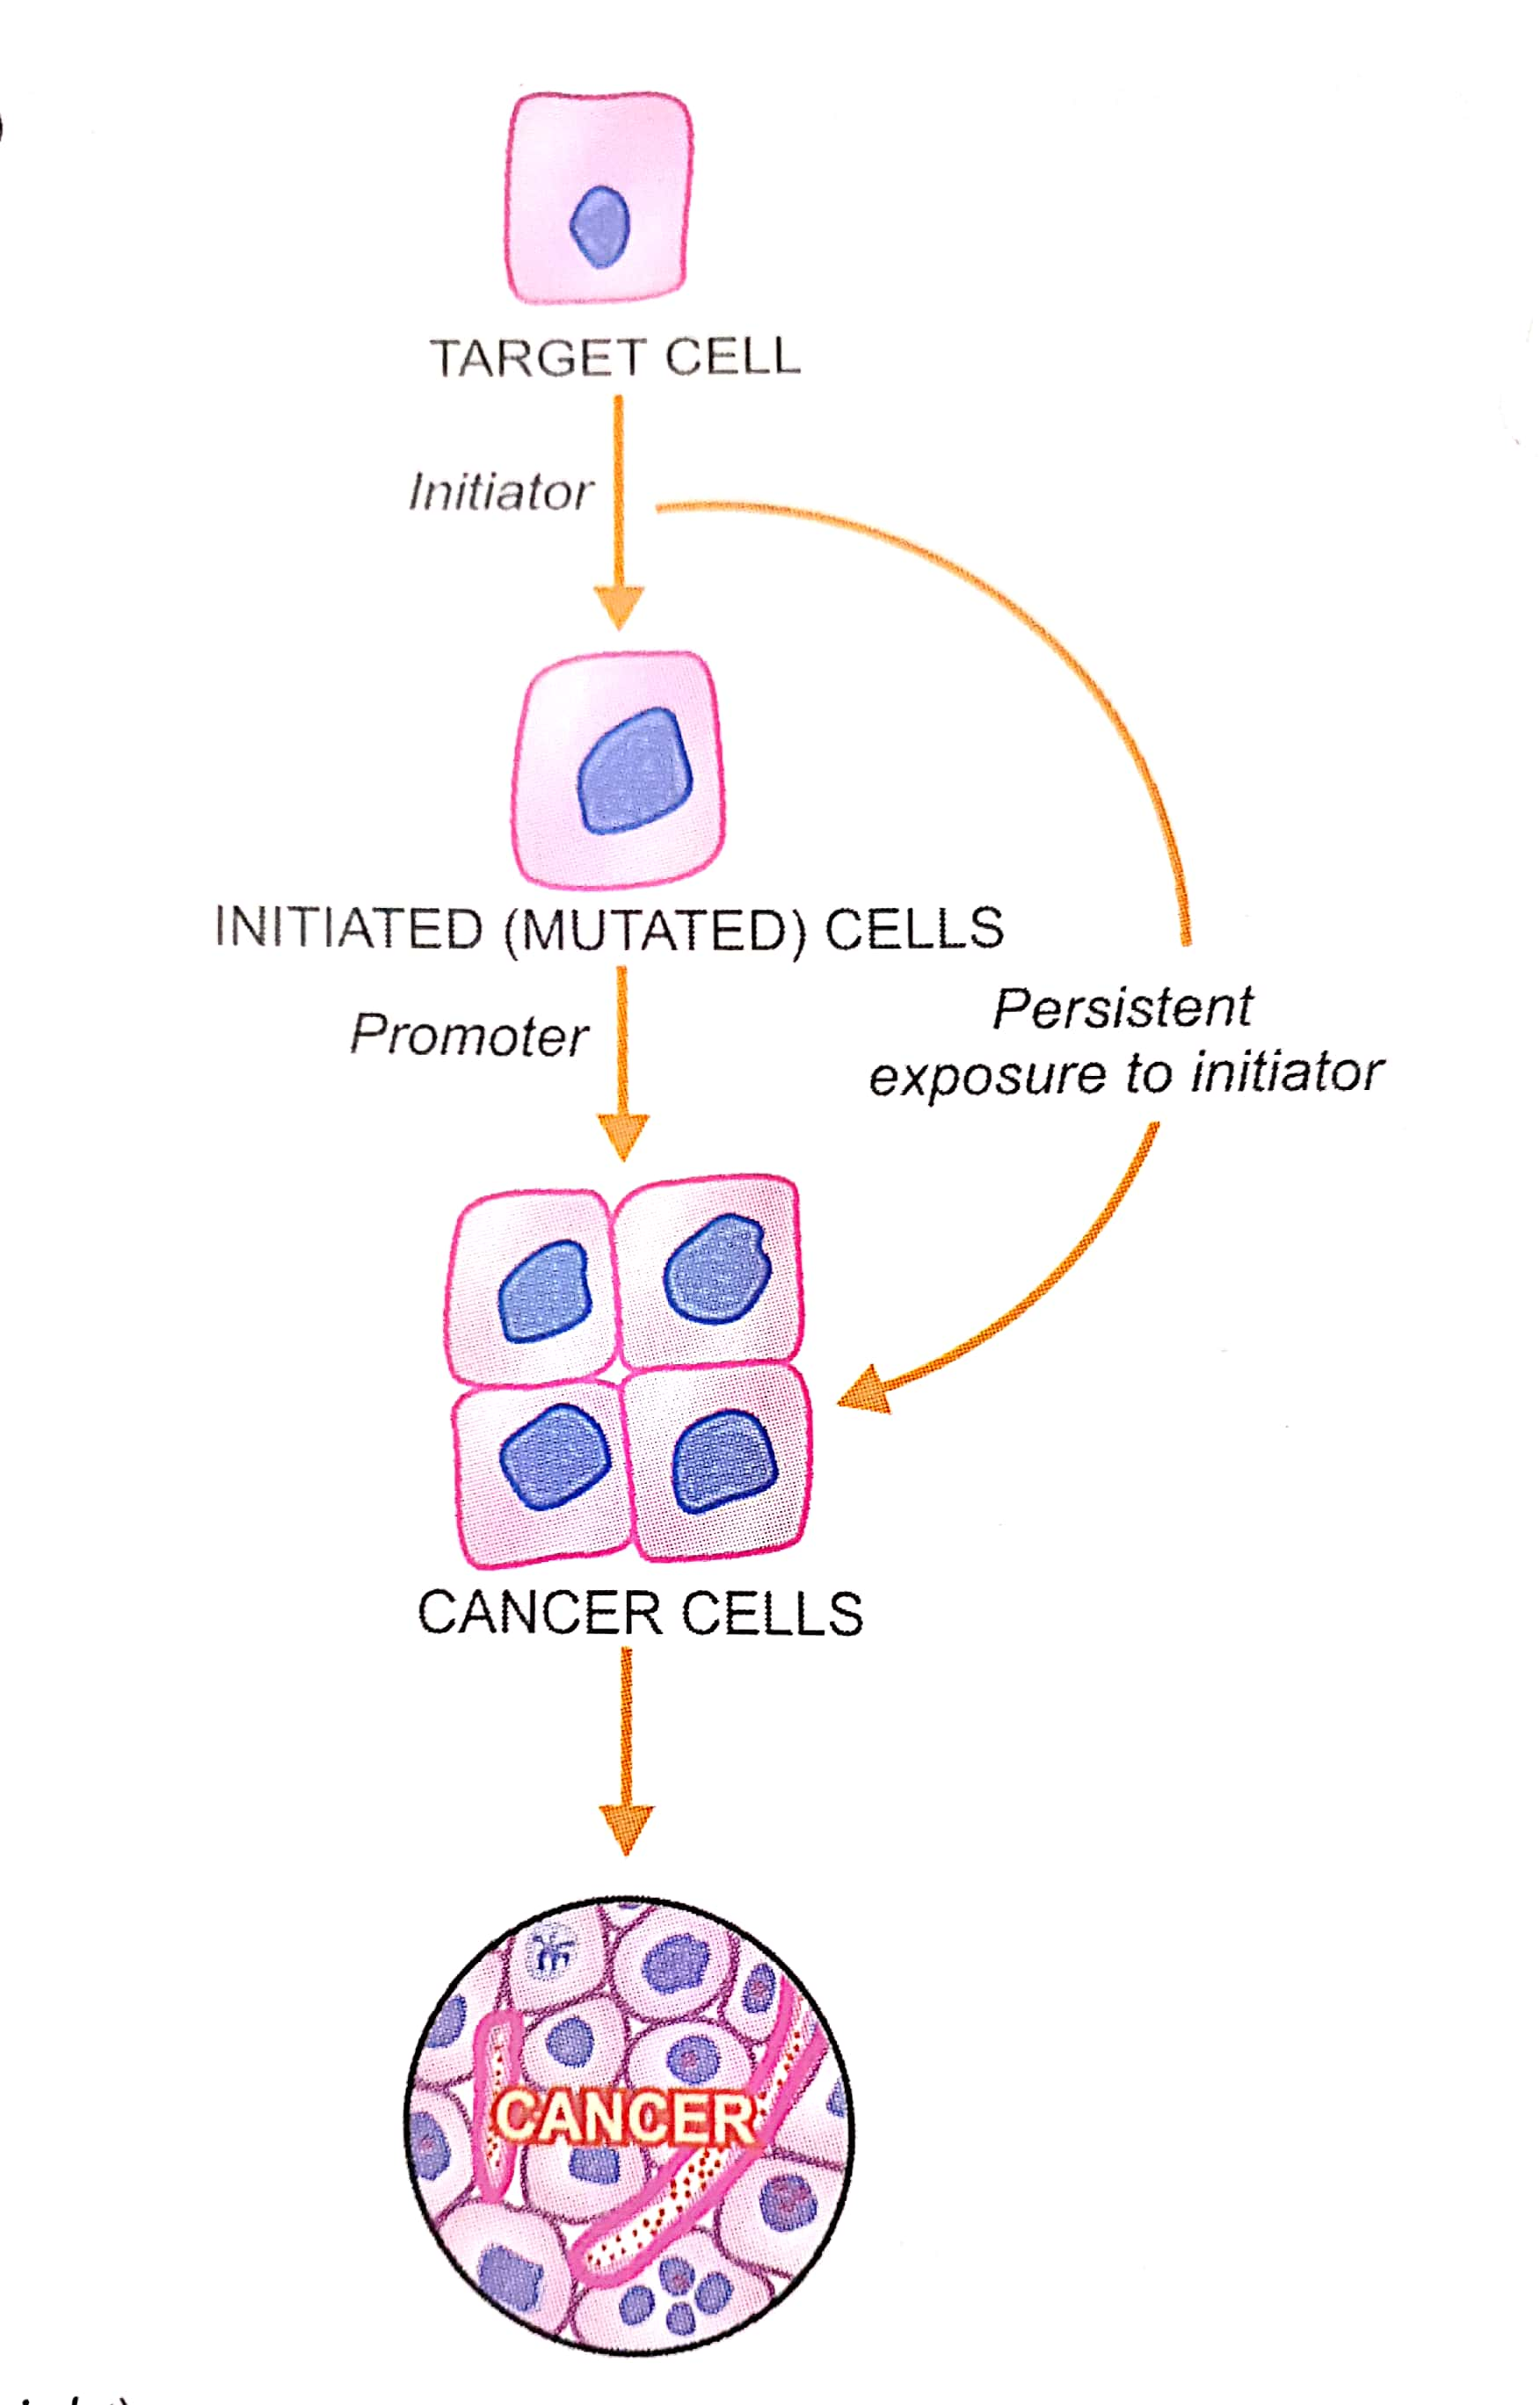 TARGET CELL
Initiator
INITIATED (MUTATED) CELLS
Promoter
Persistent
exposure to initiator
CANCER CELLS
CANCER